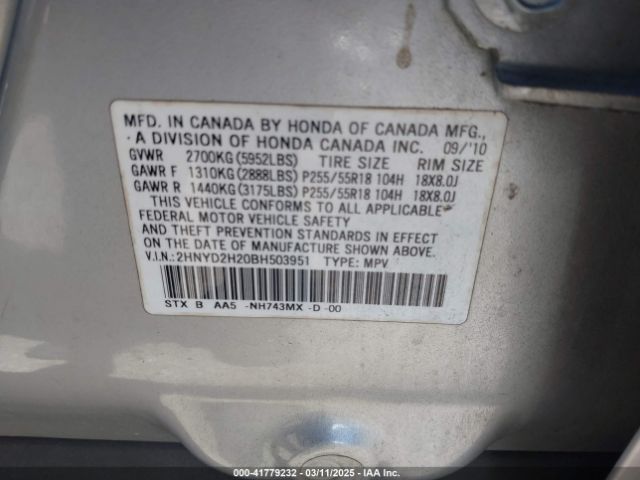 MFD. IN CANADA BY HONDA OF CANADA MFG.,
A DIVISION OF HONDA CANADA INC. 09/'10
GVWR 2700KG (5952LBS) TIRE SIZE RIM SIZE
GAWR F 1310KG (2888LBS) P255/55R18 104H 18X8.0J
GAWR R 1440KG (3175LBS) P255/55R18 104H 18X8.0J
THIS VEHICLE CONFORMS TO ALL APPLICABLE
FEDERAL MOTOR VEHICLE SAFETY
AND THEFT PREVENTION STANDARDS IN EFFECT
ON THE DATE OF MANUFACTURE SHOWN ABOVE.
V.I.N.:2HNYD2H20BH503951 TYPE: MPV
STX B AA5 -NH743MX -D -00
000-41779232 - 03/11/2025 - IAA Inc.